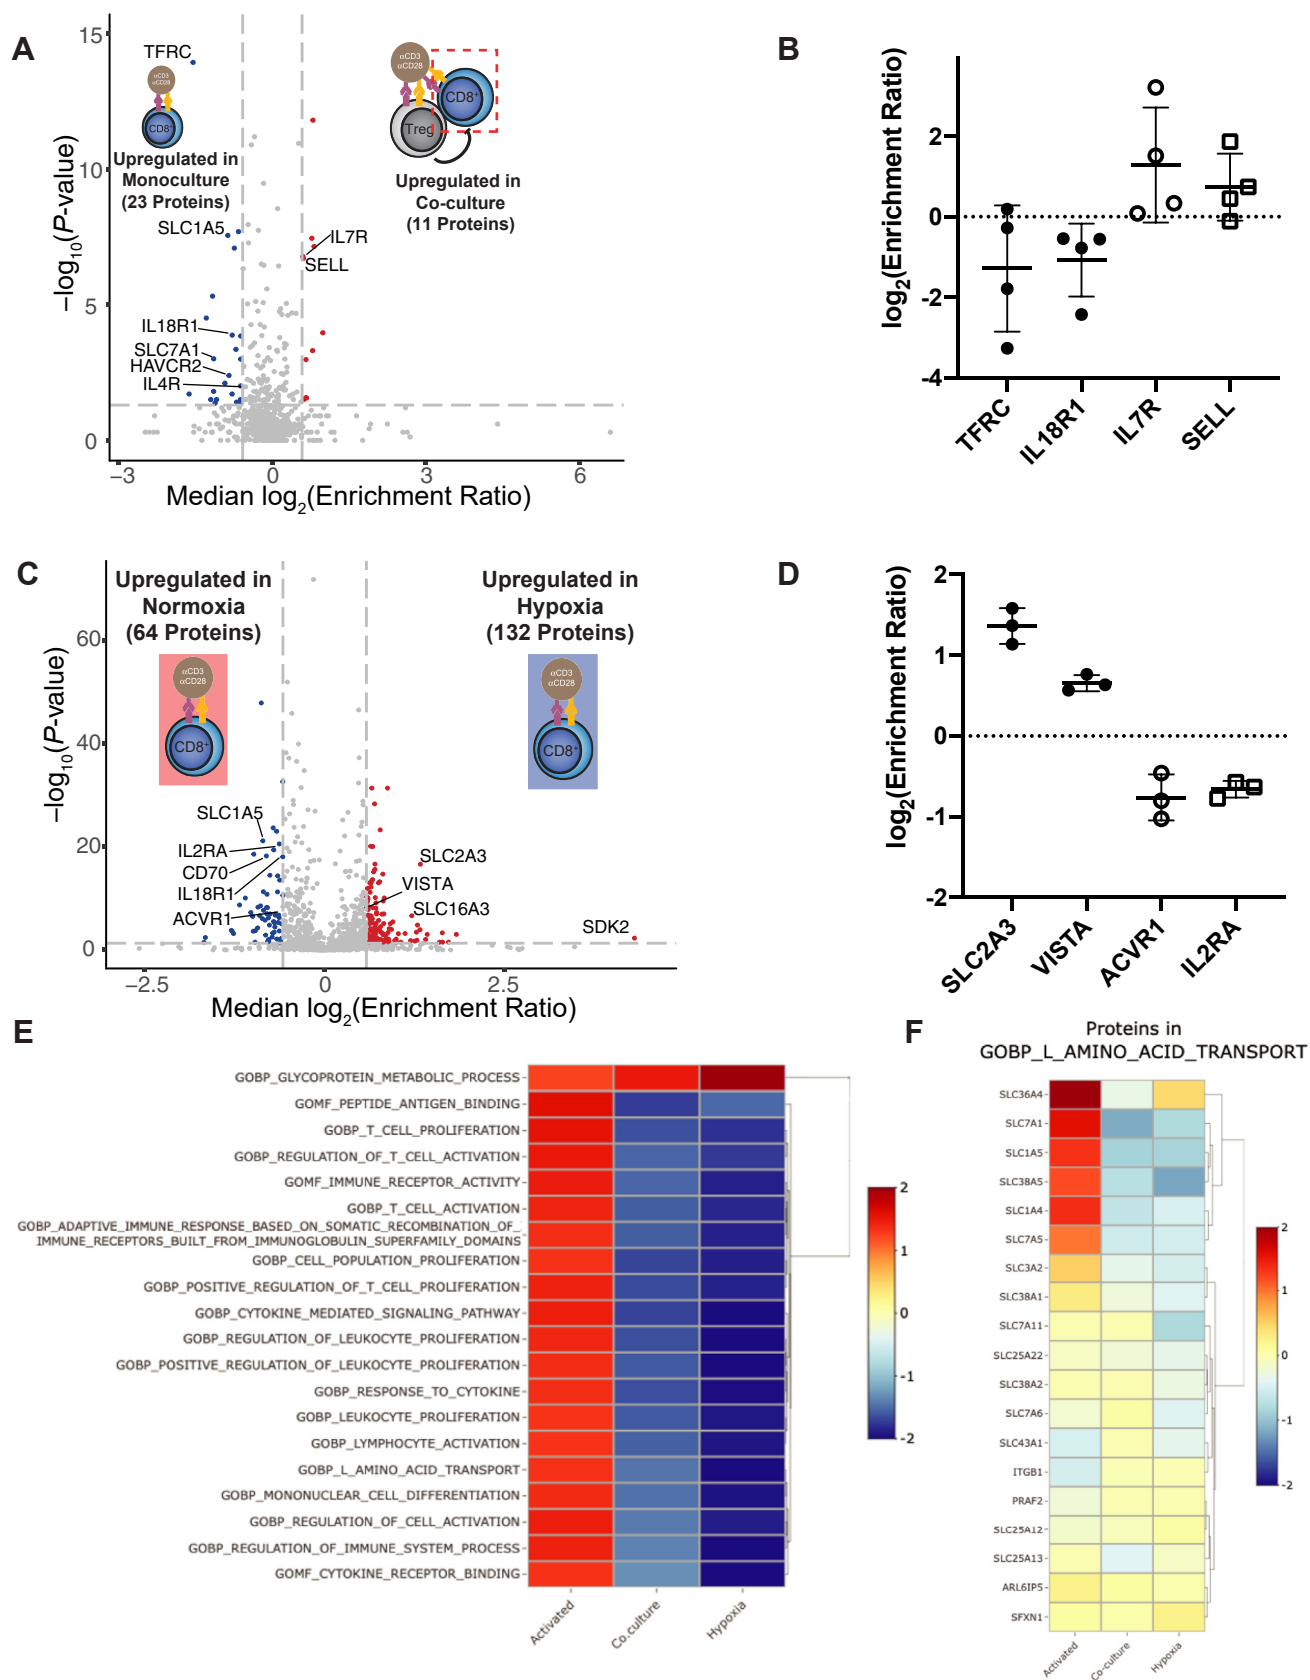 A
−log10(P-value)
15
10
5
0
−3
0
3
6
Median log2(Enrichment Ratio)
TFRC
αCD3
αCD28
CD8+
Upregulated in
Monoculture
(23 Proteins)
αCD3
αCD28
CD8+
Treg
Upregulated in
Co-culture
(11 Proteins)
SLC1A5
IL7R
SELL
IL18R1
SLC7A1
HAVCR2
IL4R
B
log2(Enrichment Ratio)
2
0
-2
-4
TFRC
IL18R1
IL7R
SELL
C
−log10(P-value)
60
40
20
0
−2.5
0
2.5
Median log2(Enrichment Ratio)
Upregulated in
Normoxia
(64 Proteins)
αCD3
αCD28
CD8+
Upregulated in
Hypoxia
(132 Proteins)
αCD3
αCD28
CD8+
SLC1A5
IL2RA
CD70
IL18R1
ACVR1
SLC2A3
VISTA
SLC16A3
SDK2
D
log2(Enrichment Ratio)
2
1
0
-1
-2
SLC2A3
VISTA
ACVR1
IL2RA
E
GOBP_GLYCOPROTEIN_METABOLIC_PROCESS
GOMF_PEPTIDE_ANTIGEN_BINDING
GOBP_T_CELL_PROLIFERATION
GOBP_REGULATION_OF_T_CELL_ACTIVATION
GOMF_IMMUNE_RECEPTOR_ACTIVITY
GOBP_T_CELL_ACTIVATION
GOBP_ADAPTIVE_IMMUNE_RESPONSE_BASED_ON_SOMATIC_RECOMBINATION_OF_
IMMUNE_RECEPTORS_BUILT_FROM_IMMUNOGLOBULIN_SUPERFAMILY_DOMAINS
GOBP_CELL_POPULATION_PROLIFERATION
GOBP_POSITIVE_REGULATION_OF_T_CELL_PROLIFERATION
GOBP_CYTOKINE_MEDIATED_SIGNALING_PATHWAY
GOBP_REGULATION_OF_LEUKOCYTE_PROLIFERATION
GOBP_POSITIVE_REGULATION_OF_LEUKOCYTE_PROLIFERATION
GOBP_RESPONSE_TO_CYTOKINE
GOBP_LEUKOCYTE_PROLIFERATION
GOBP_LYMPHOCYTE_ACTIVATION
GOBP_L_AMINO_ACID_TRANSPORT
GOBP_MONONUCLEAR_CELL_DIFFERENTIATION
GOBP_REGULATION_OF_CELL_ACTIVATION
GOBP_REGULATION_OF_IMMUNE_SYSTEM_PROCESS
GOMF_CYTOKINE_RECEPTOR_BINDING
Activated
Co.culture
Hypoxia
2
1
0
-1
-2
F
Proteins in
GOBP_L_AMINO_ACID_TRANSPORT
SLC36A4
SLC7A1
SLC1A5
SLC38A5
SLC1A4
SLC7A5
SLC3A2
SLC38A1
SLC7A11
SLC25A22
SLC38A2
SLC7A6
SLC43A1
ITGB1
PRAF2
SLC25A12
SLC25A13
ARL6IP5
SFXN1
Activated
Co-culture
Hypoxia
2
1
0
-1
-2